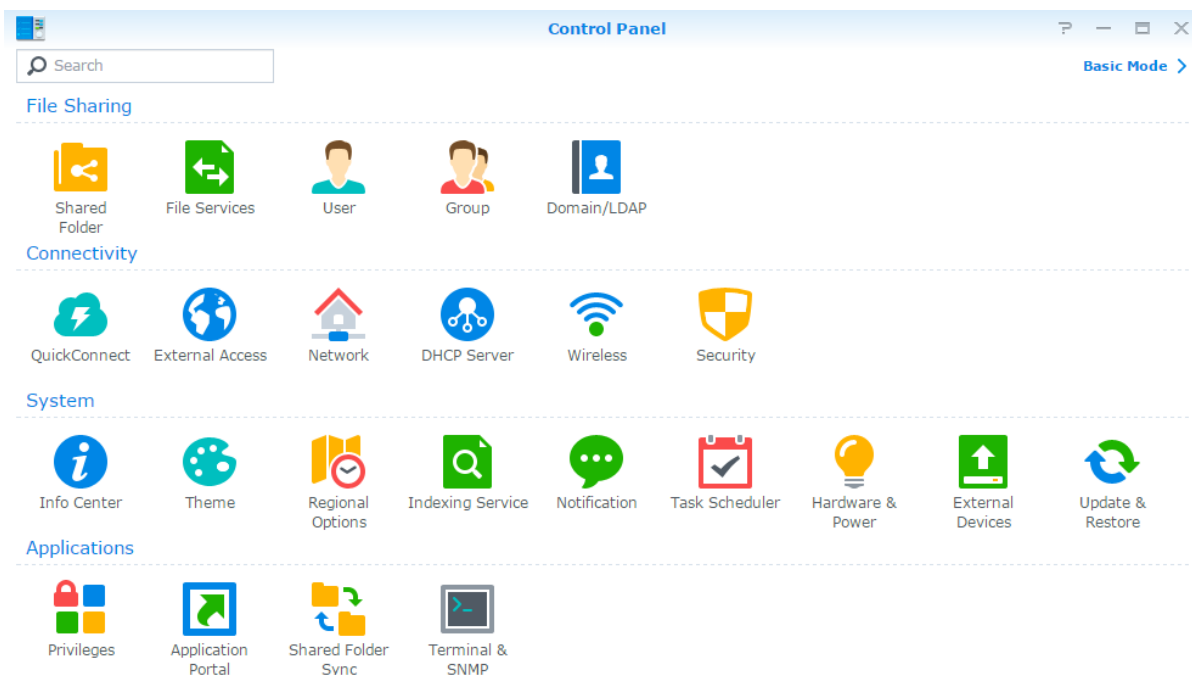 Control Panel
Search
Basic Mode
File Sharing
Shared
Folder
File Services
User
Group
Domain/LDAP
Connectivity
QuickConnect
External Access
Network
DHCP Server
Wireless
Security
System
Info Center
Theme
Regional
Options
Indexing Service
Notification
Task Scheduler
Hardware &
Power
External
Devices
Update &
Restore
Applications
Privileges
Application
Portal
Shared Folder
Sync
Terminal &
SNMP